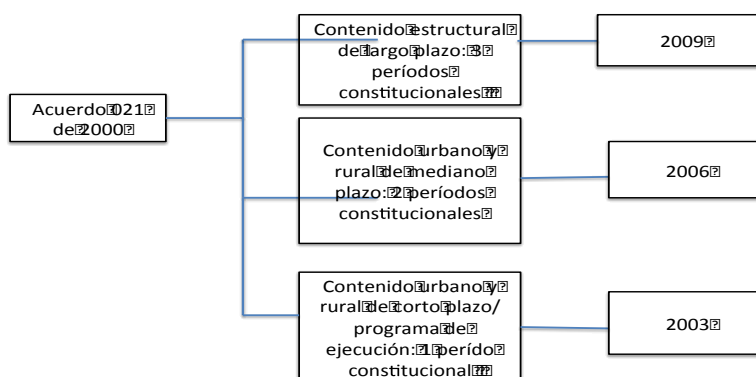 Contenido estructural
de largo plazo: 3
períodos
constitucionales
2009
Acuerdo 021
de 2000
Contenido urbano y
rural de mediano
plazo: 2 períodos
constitucionales
2006
Contenido urbano y
rural de corto plazo/
programa de
ejecución: 1 perído
constitucional
2003